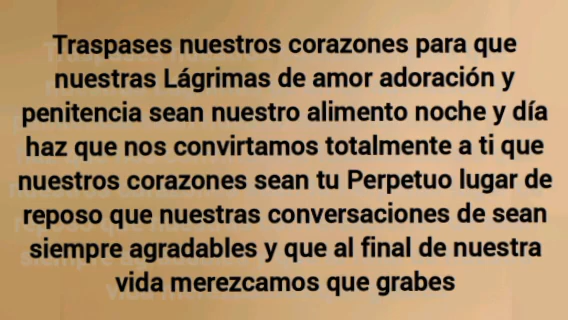 Traspases nuestros corazones para que
nuestras Lágrimas de amor adoración y
penitencia sean nuestro alimento noche y día
haz que nos convirtamos totalmente a ti que
nuestros corazones sean tu Perpetuo lugar de
reposo que nuestras conversaciones de sean
siempre agradables y que al final de nuestra
vida merezcamos que grabes